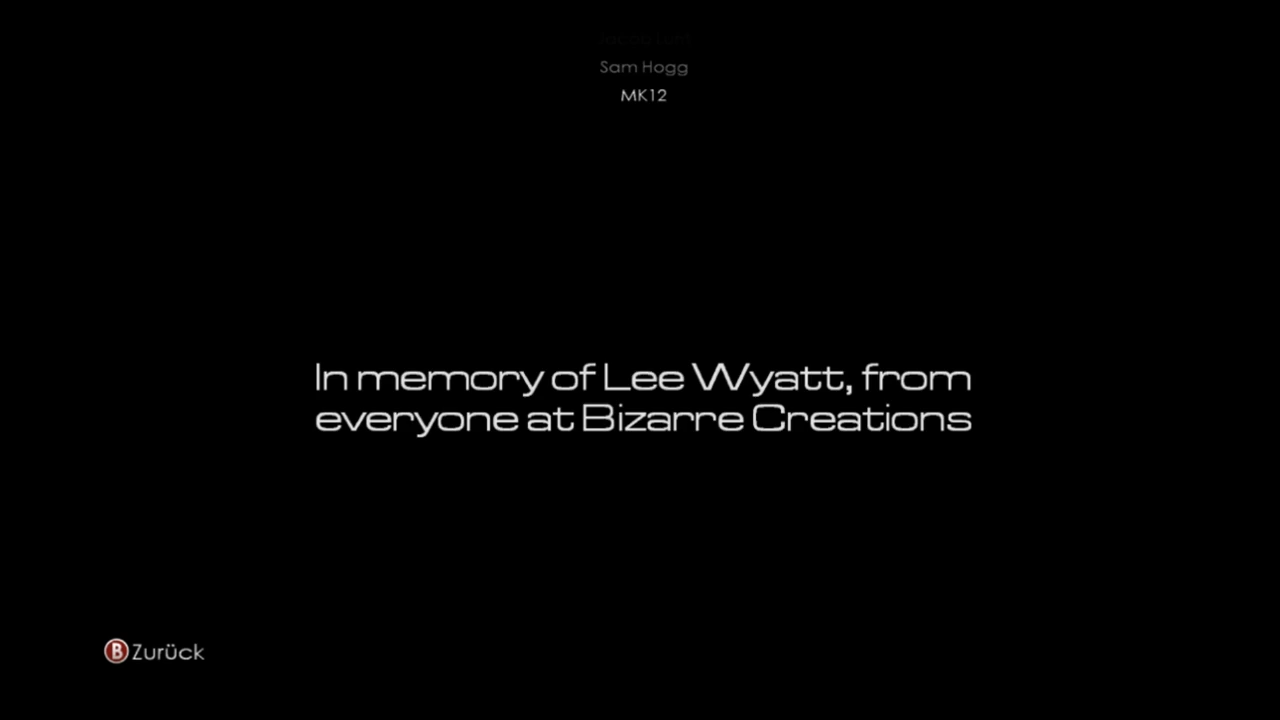 Sam Hogg
MK12
In memory of Lee Wyatt, from
everyone at Bizarre Creations
B Zurück